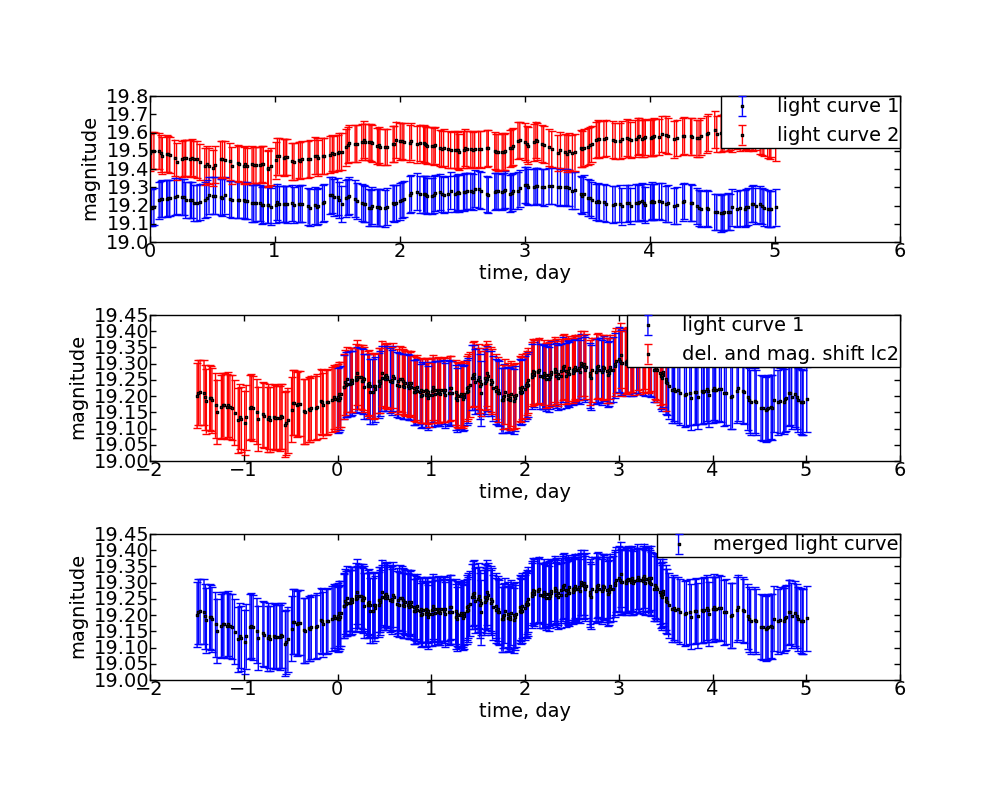 19.8
19.7
19.6
19.5
19.4
19.3
19.2
19.1
19.0
magnitude
light curve 1
light curve 2
0 1 2 3 4 5 6
time, day
19.45
19.40
19.35
19.30
19.25
19.20
19.15
19.10
19.05
19.00
magnitude
light curve 1
del. and mag. shift lc2
−2 −1 0 1 2 3 4 5 6
time, day
19.45
19.40
19.35
19.30
19.25
19.20
19.15
19.10
19.05
19.00
magnitude
merged light curve
−2 −1 0 1 2 3 4 5 6
time, day